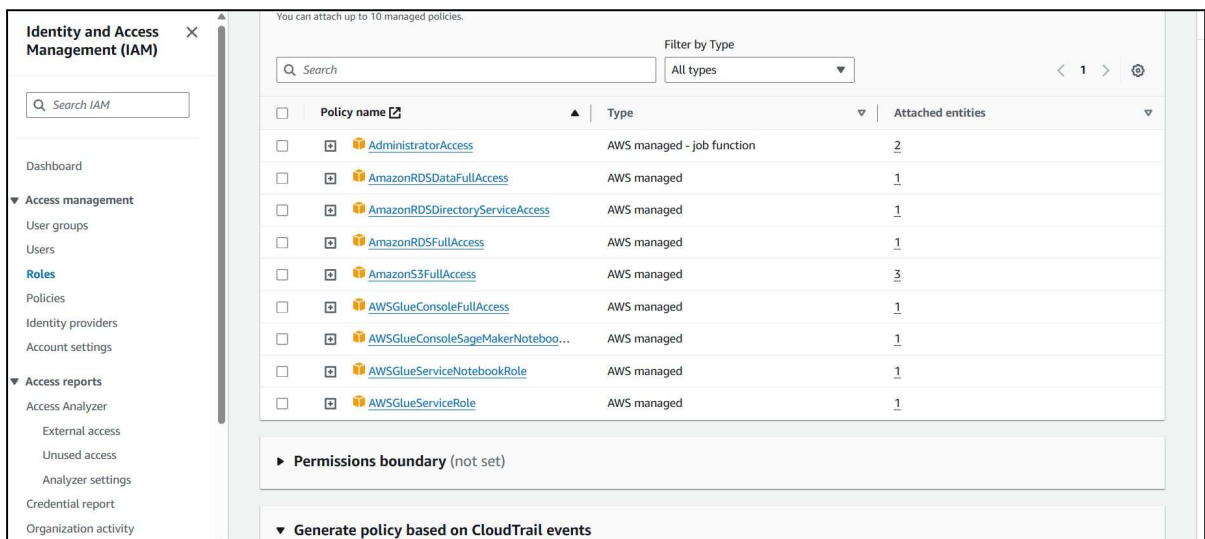 Identity and Access Management (IAM)
Search IAM
Dashboard
Access management
User groups
Users
Roles
Policies
Identity providers
Account settings
Access reports
Access Analyzer
External access
Unused access
Analyzer settings
Credential report
Organization activity
You can attach up to 10 managed policies.
Filter by Type
Search
All types
1
Policy name Type Attached entities
AdministratorAccess AWS managed - job function 2
AmazonRDSDataFullAccess AWS managed 1
AmazonRDSDirectoryServiceAccess AWS managed 1
AmazonRDSFullAccess AWS managed 1
AmazonS3FullAccess AWS managed 3
AWSGlueConsoleFullAccess AWS managed 1
AWSGlueConsoleSageMakerNoteboo... AWS managed 1
AWSGlueServiceNotebookRole AWS managed 1
AWSGlueServiceRole AWS managed 1
Permissions boundary (not set)
Generate policy based on CloudTrail events